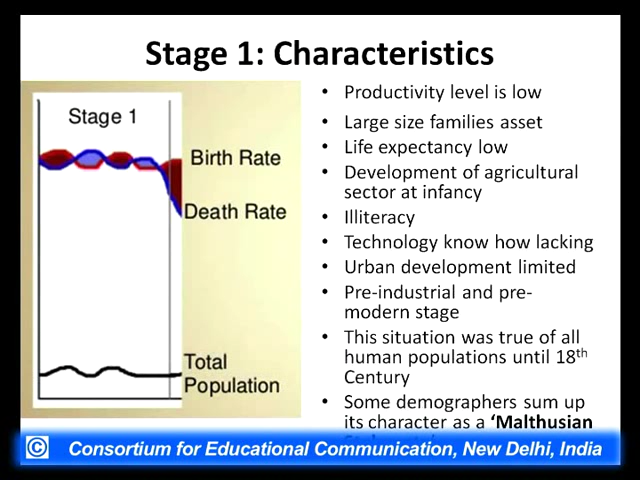 Stage 1: Characteristics
Stage 1
Birth Rate
Death Rate
Total
Population
• Productivity level is low
• Large size families asset
• Life expectancy low
• Development of agricultural
sector at infancy
• Illiteracy
• Technology know how lacking
• Urban development limited
• Pre-industrial and pre-
modern stage
• This situation was true of all
human populations until 18th
Century
• Some demographers sum up
its character as a ‘Malthusian
© Consortium for Educational Communication, New Delhi, India